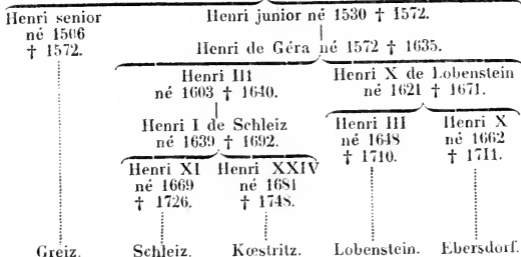 Henri senior
né 1506
† 1572.
Henri junior né 1530 † 1572.
Henri de Géra né 1572 † 1635.
Henri III
né 1603 † 1640.
Henri X de Lobenstein
né 1621 † 1671.
Henri I de Schleiz
né 1639 † 1692.
Henri III
né 1648
† 1710.
Henri X
né 1662
† 1711.
Henri XI
né 1669
† 1726.
Henri XXIV
né 1681
† 1748.
Greiz. Schleiz. Kœstritz. Lobenstein. Ebersdorf.